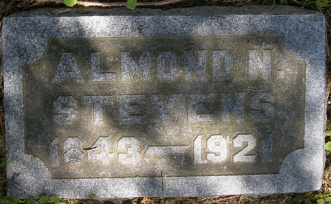 ALMOND N.
STEVENS
1843—1921